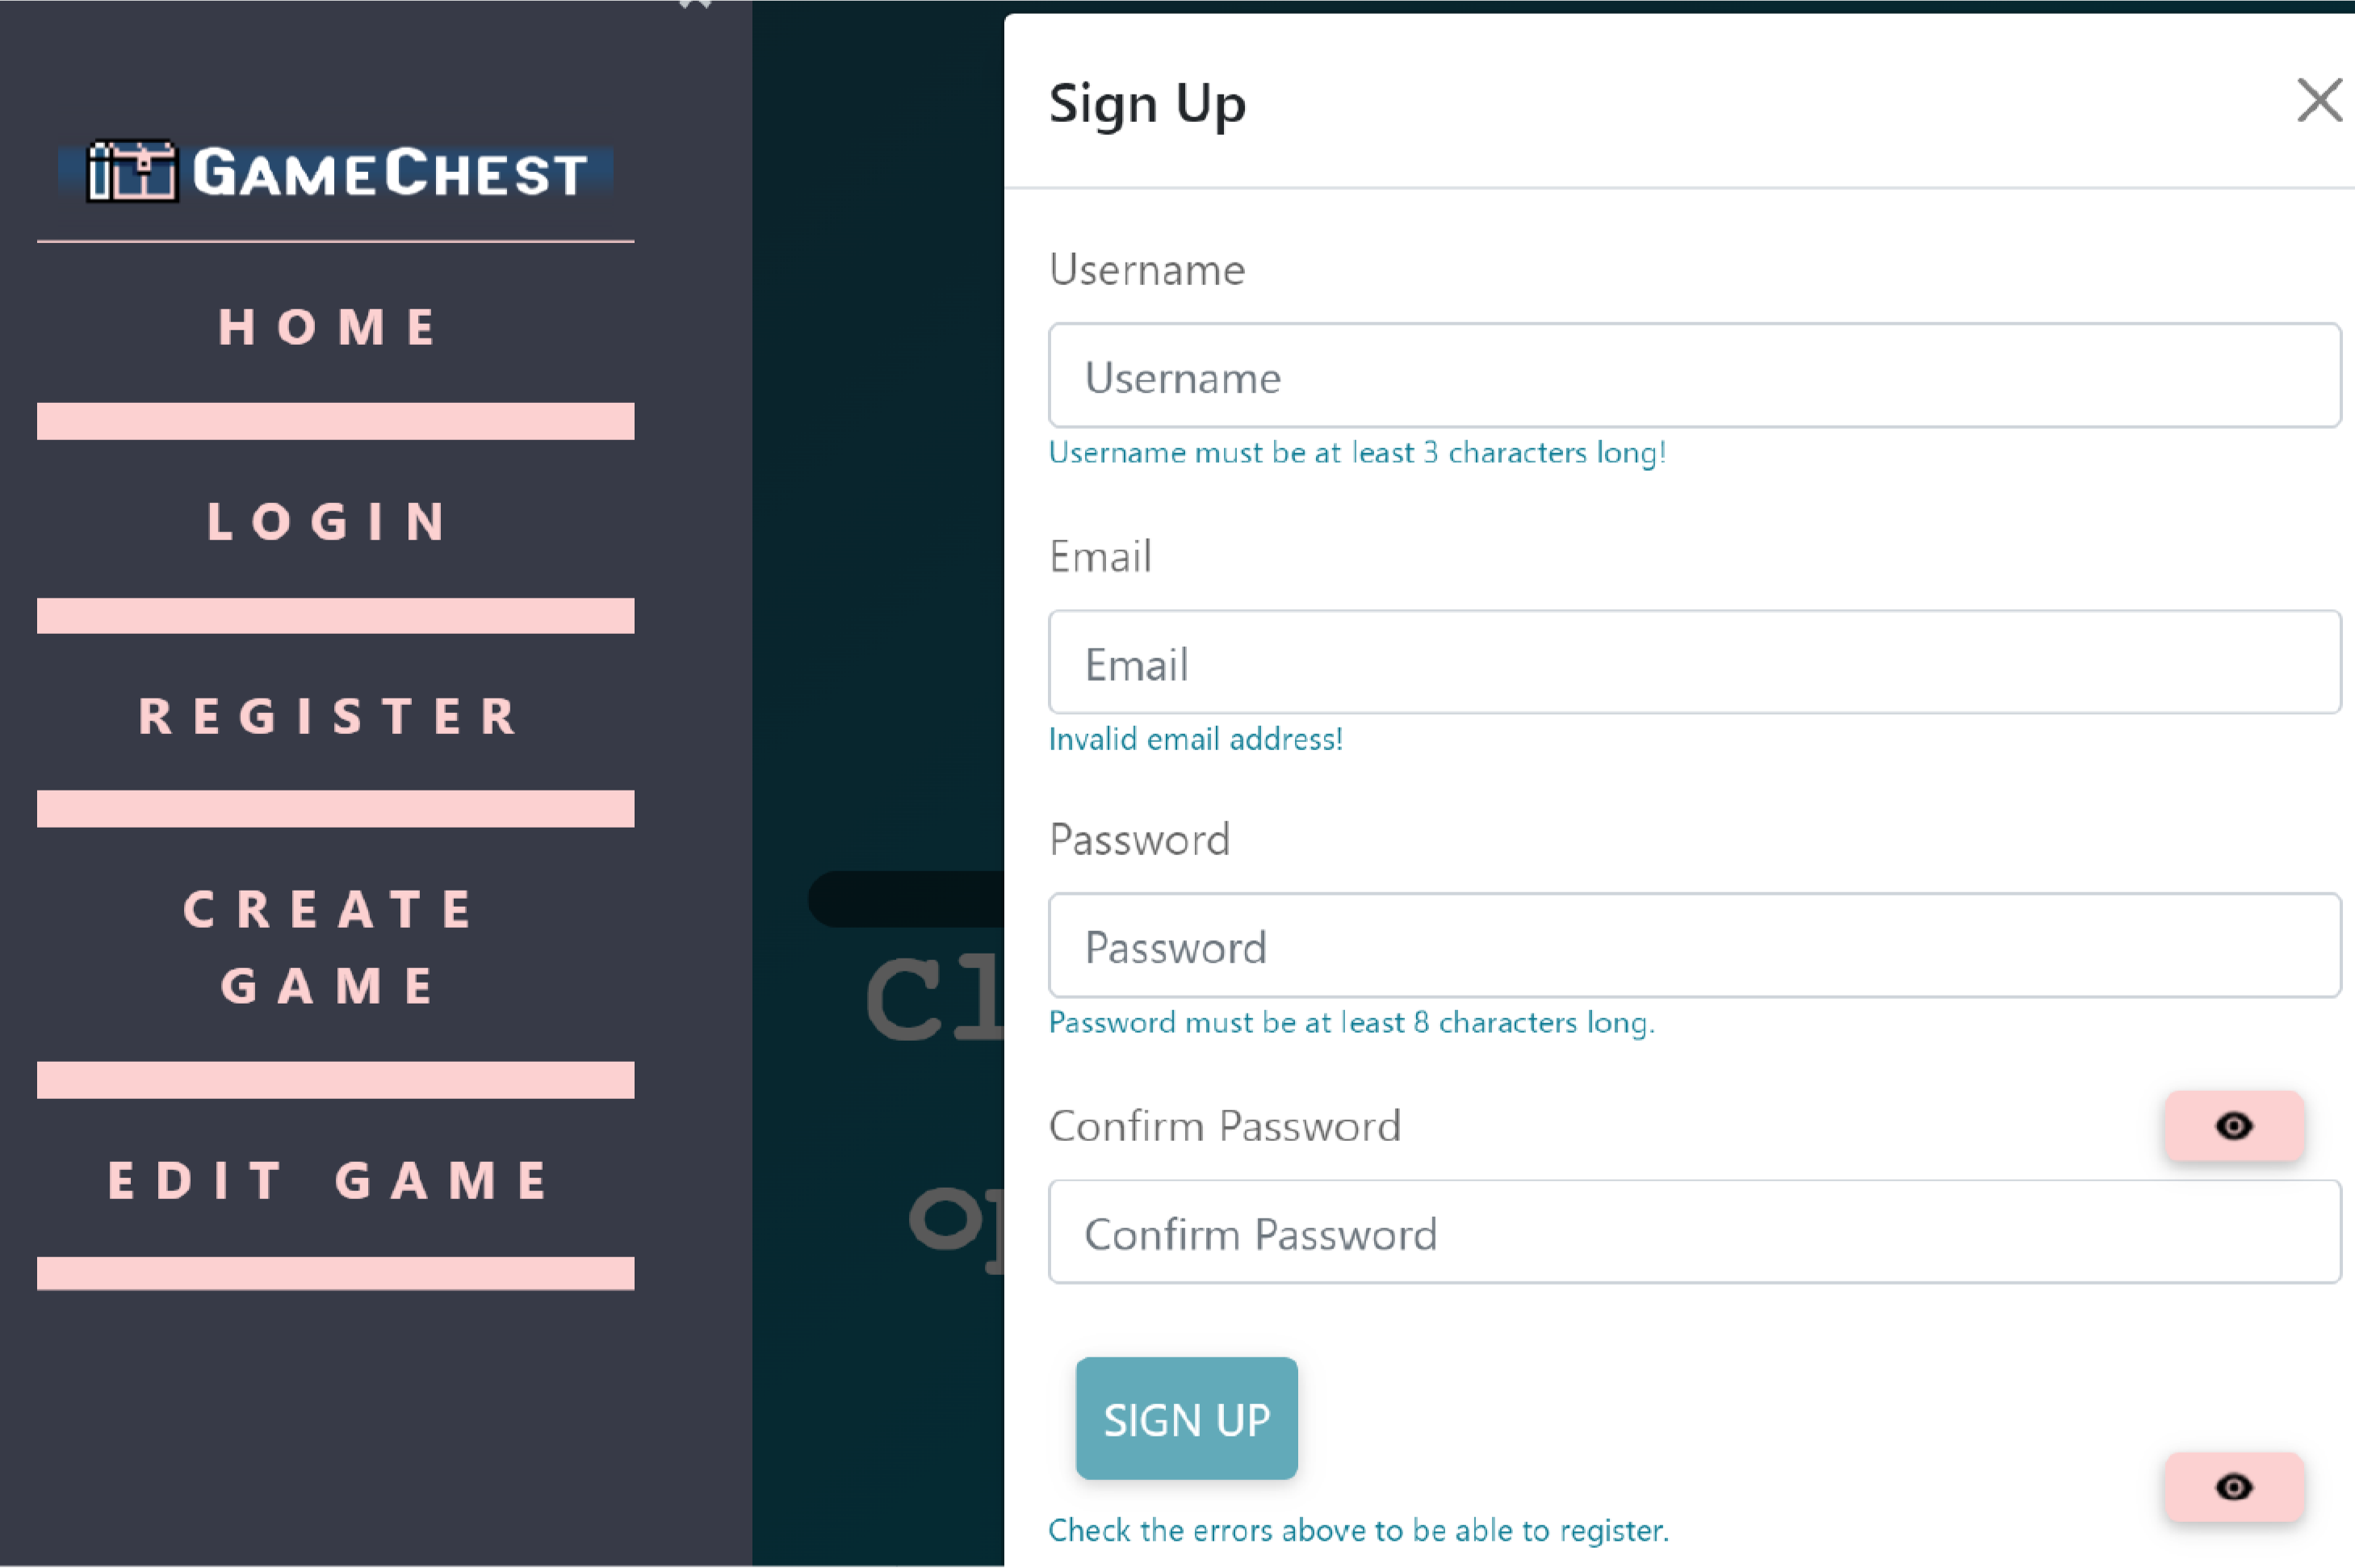 GAMECHEST
HOME
LOGIN
REGISTER
CREATE
GAME
EDIT GAME
Cl
op
Sign Up
Username
Username
Username must be at least 3 characters long!
Email
Email
Invalid email address!
Password
Password
Password must be at least 8 characters long.
Confirm Password
Confirm Password
SIGN UP
Check the errors above to be able to register.